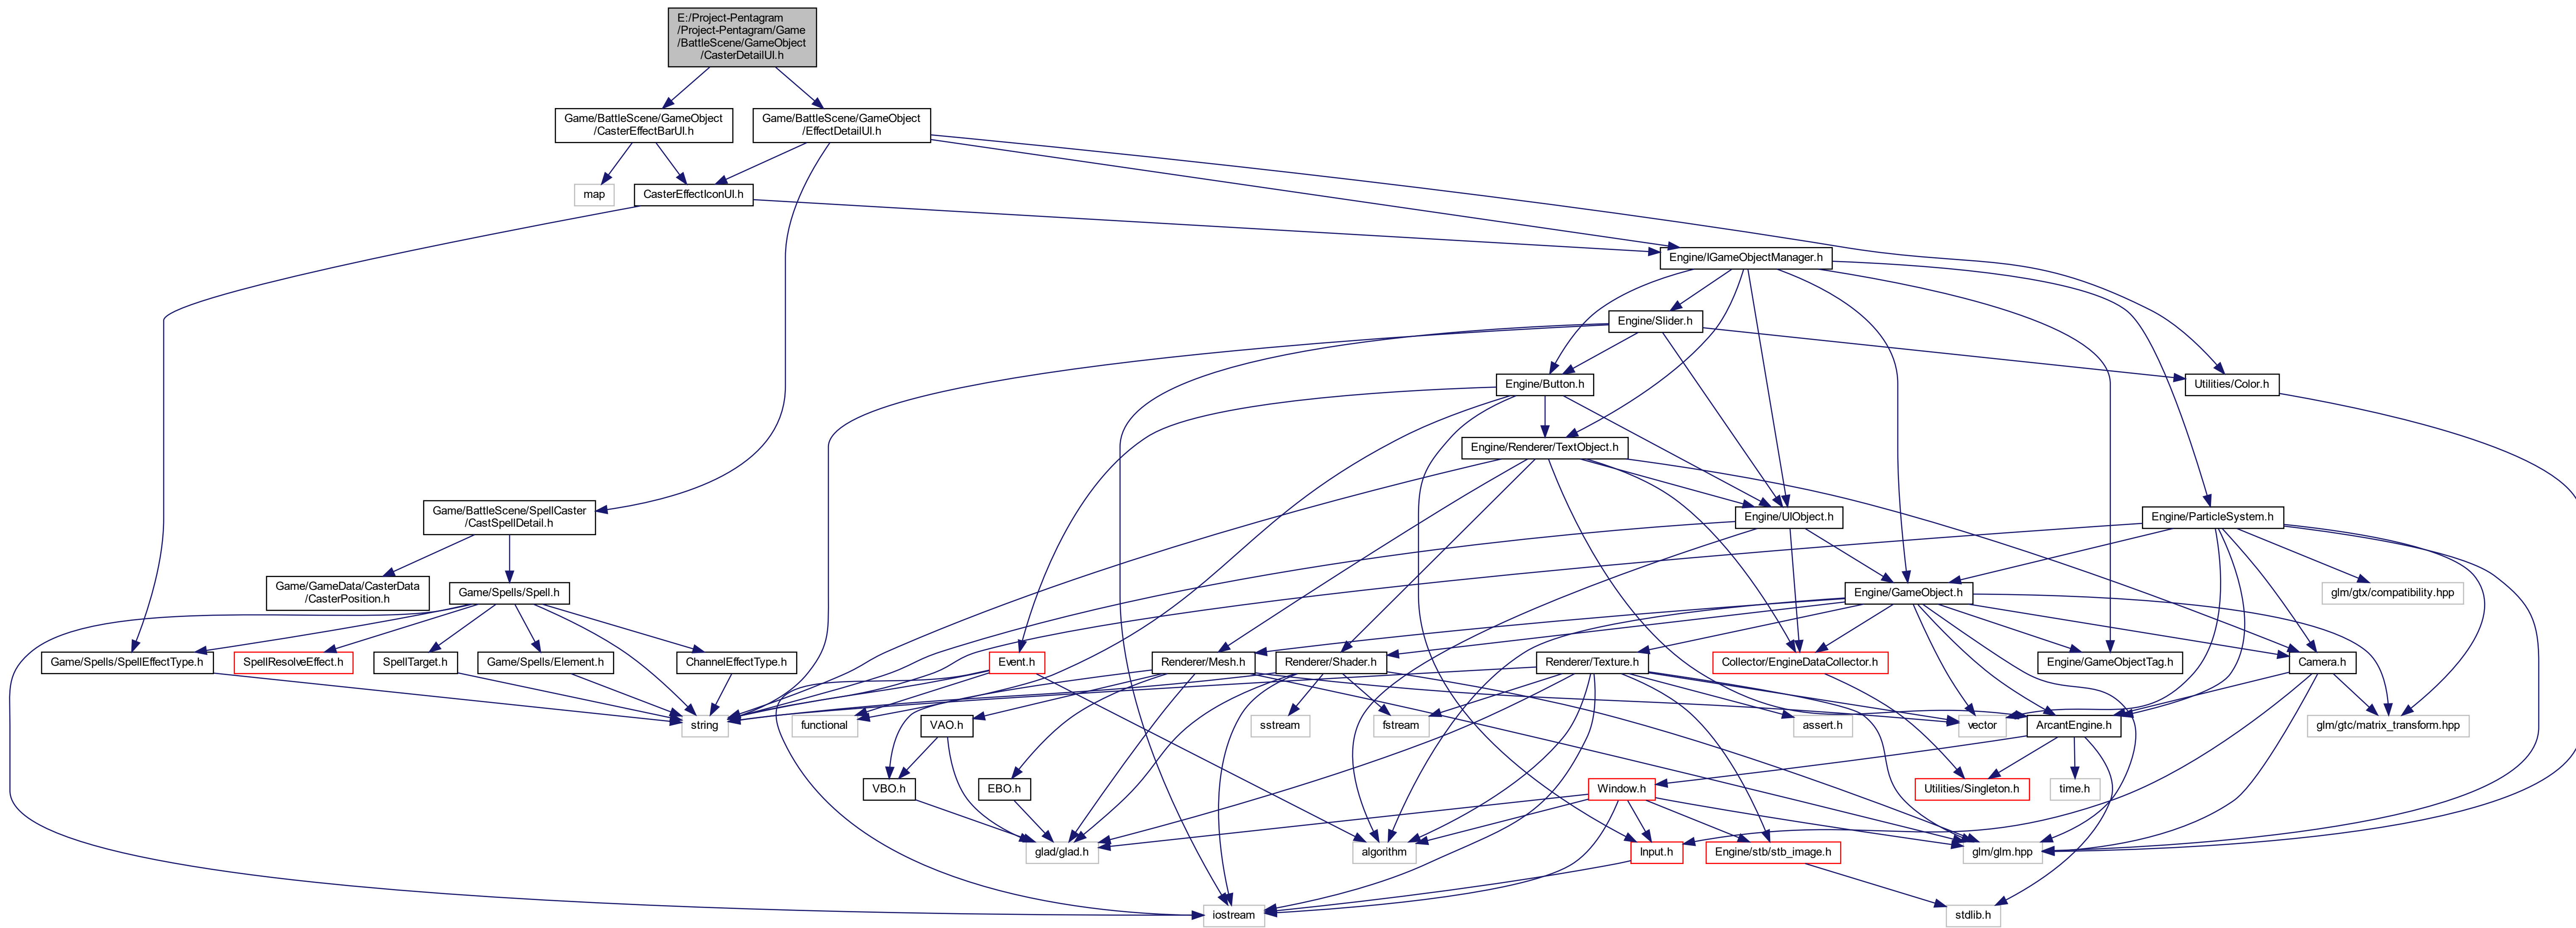 E:/Project-Pentagram
/Project-Pentagram/Game
/BattleScene/GameObject
/CasterDetailUI.h
Game/BattleScene/GameObject
/CasterEffectBarUI.h
Game/BattleScene/GameObject
/EffectDetailUI.h
map
CasterEffectIconUI.h
Engine/IGameObjectManager.h
Engine/Slider.h
Engine/Button.h
Utilities/Color.h
Engine/Renderer/TextObject.h
Game/BattleScene/SpellCaster
/CastSpellDetail.h
Engine/UIObject.h
Engine/ParticleSystem.h
Game/GameData/CasterData
/CasterPosition.h
Game/Spells/Spell.h
Engine/GameObject.h
glm/gtx/compatibility.hpp
Game/Spells/SpellEffectType.h
SpellResolveEffect.h
SpellTarget.h
Game/Spells/Element.h
ChannelEffectType.h
Event.h
Renderer/Mesh.h
Renderer/Shader.h
Renderer/Texture.h
Collector/EngineDataCollector.h
Engine/GameObjectTag.h
Camera.h
string
functional
VAO.h
sstream
fstream
assert.h
vector
ArcantEngine.h
glm/gtc/matrix_transform.hpp
VBO.h
EBO.h
Window.h
Utilities/Singleton.h
time.h
glad/glad.h
algorithm
Input.h
Engine/stb/stb_image.h
glm/glm.hpp
iostream
stdlib.h